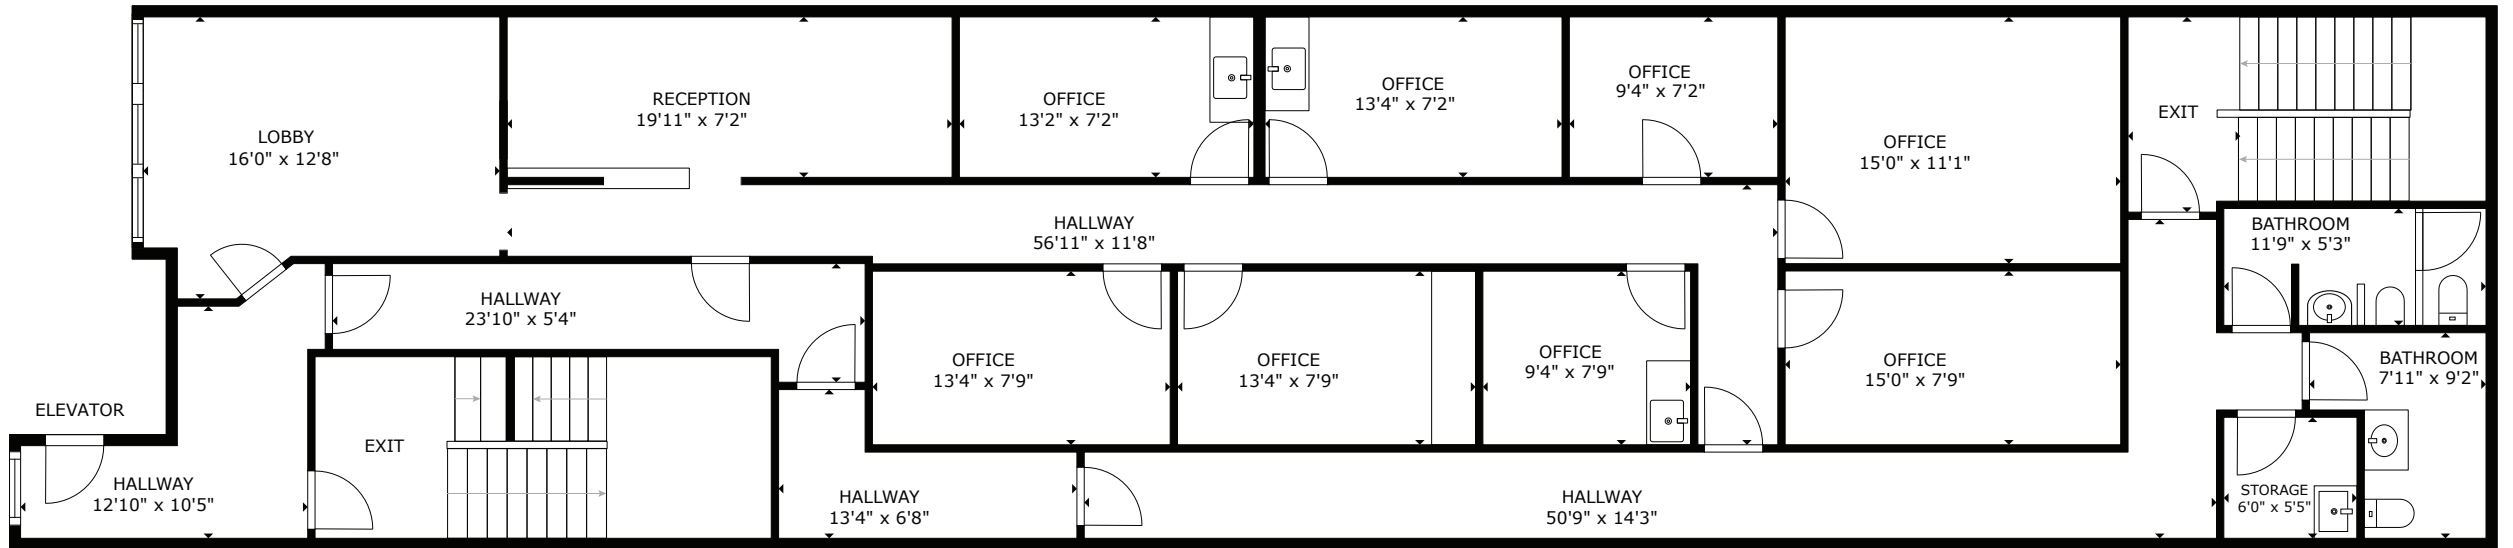 LOBBY
16'0" x 12'8"
RECEPTION
19'11" x 7'2"
OFFICE
13'2" x 7'2"
OFFICE
13'4" x 7'2"
OFFICE
9'4" x 7'2"
OFFICE
15'0" x 11'1"
EXIT
HALLWAY
56'11" x 11'8"
BATHROOM
11'9" x 5'3"
HALLWAY
23'10" x 5'4"
OFFICE
13'4" x 7'9"
OFFICE
13'4" x 7'9"
OFFICE
9'4" x 7'9"
OFFICE
15'0" x 7'9"
BATHROOM
7'11" x 9'2"
ELEVATOR
EXIT
HALLWAY
12'10" x 10'5"
HALLWAY
13'4" x 6'8"
HALLWAY
50'9" x 14'3"
STORAGE
6'0" x 5'5"